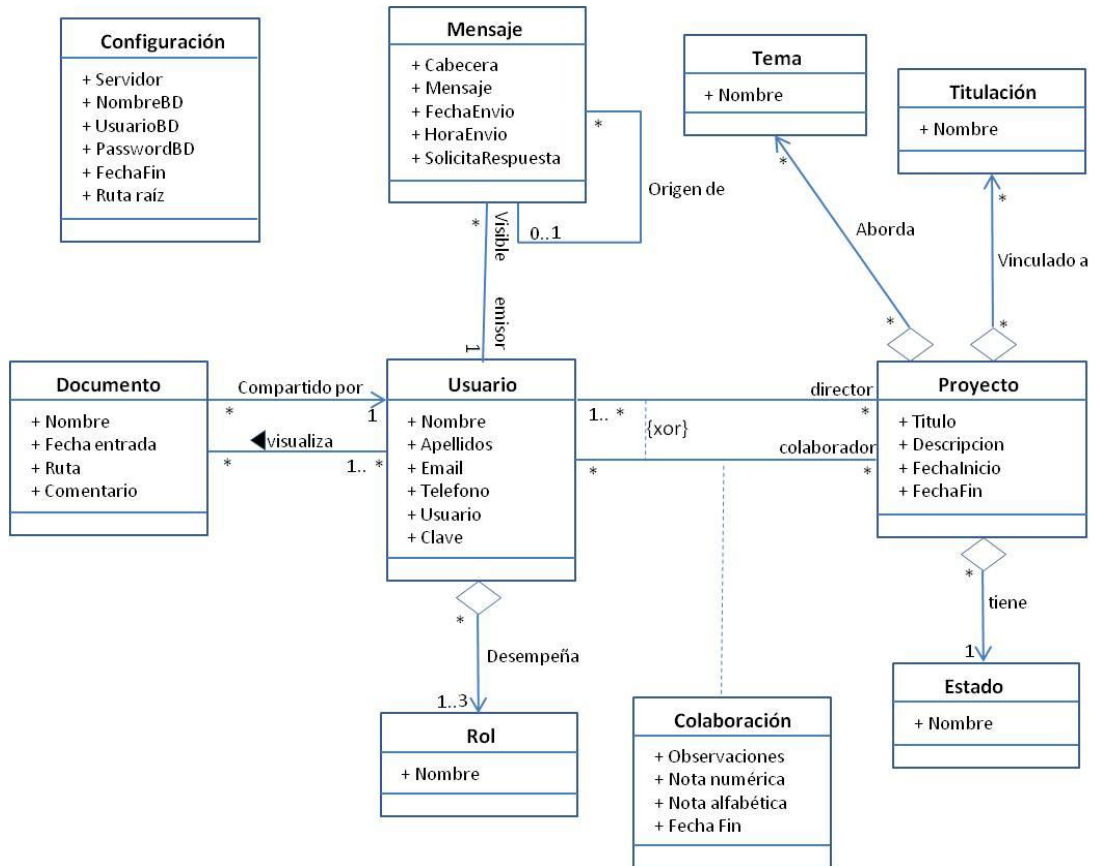 Configuración
+ Servidor
+ NombreBD
+ UsuarioBD
+ PasswordBD
+ FechaFin
+ Ruta raíz
Mensaje
+ Cabecera
+ Mensaje
+ FechaEnvio
+ HoraEnvio
+ SolicitaRespuesta
*
Origen de
0..1
*
Visible
emisor
1
Tema
+ Nombre
*
Aborda
*
Titulación
+ Nombre
*
Vinculado a
*
Documento
+ Nombre
+ Fecha entrada
+ Ruta
+ Comentario
Compartido por
* 1
visualiza
* 1.. *
Usuario
+ Nombre
+ Apellidos
+ Email
+ Telefono
+ Usuario
+ Clave
director
1.. * *
{xor}
colaborador
* *
Proyecto
+ Titulo
+ Descripcion
+ FechaInicio
+ FechaFin
*
tiene
1
Estado
+ Nombre
*
Desempeña
1..3
Rol
+ Nombre
Colaboración
+ Observaciones
+ Nota numérica
+ Nota alfabética
+ Fecha Fin